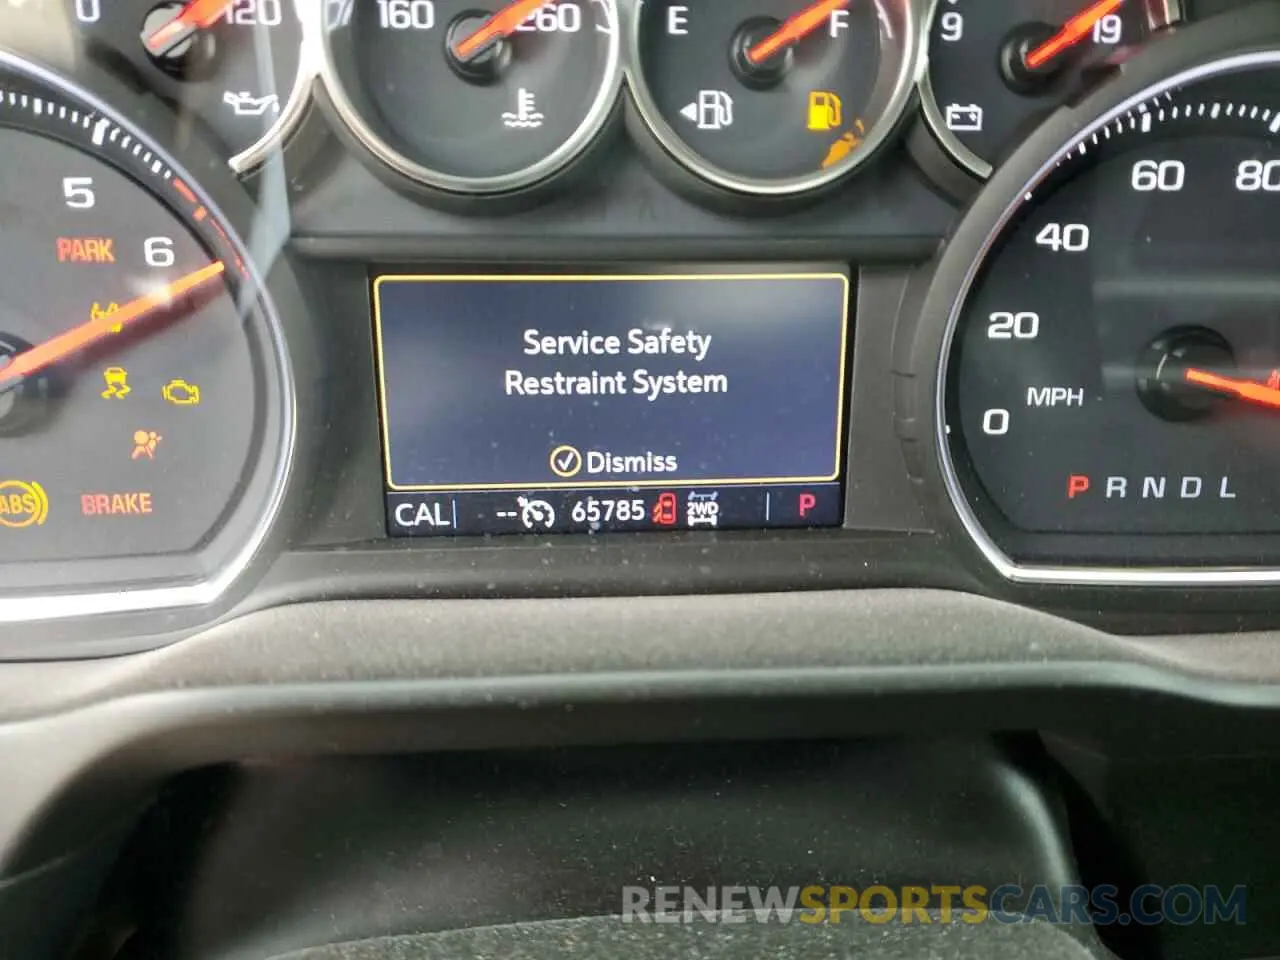 0 120
160 260
E F
9 19
5
6
PARK
ABS
BRAKE
Service Safety
Restraint System
Dismiss
CAL -- 65785 2WD P
60 80
40
20
0
MPH
P R N D L
RENEWSPORTSCARS.COM